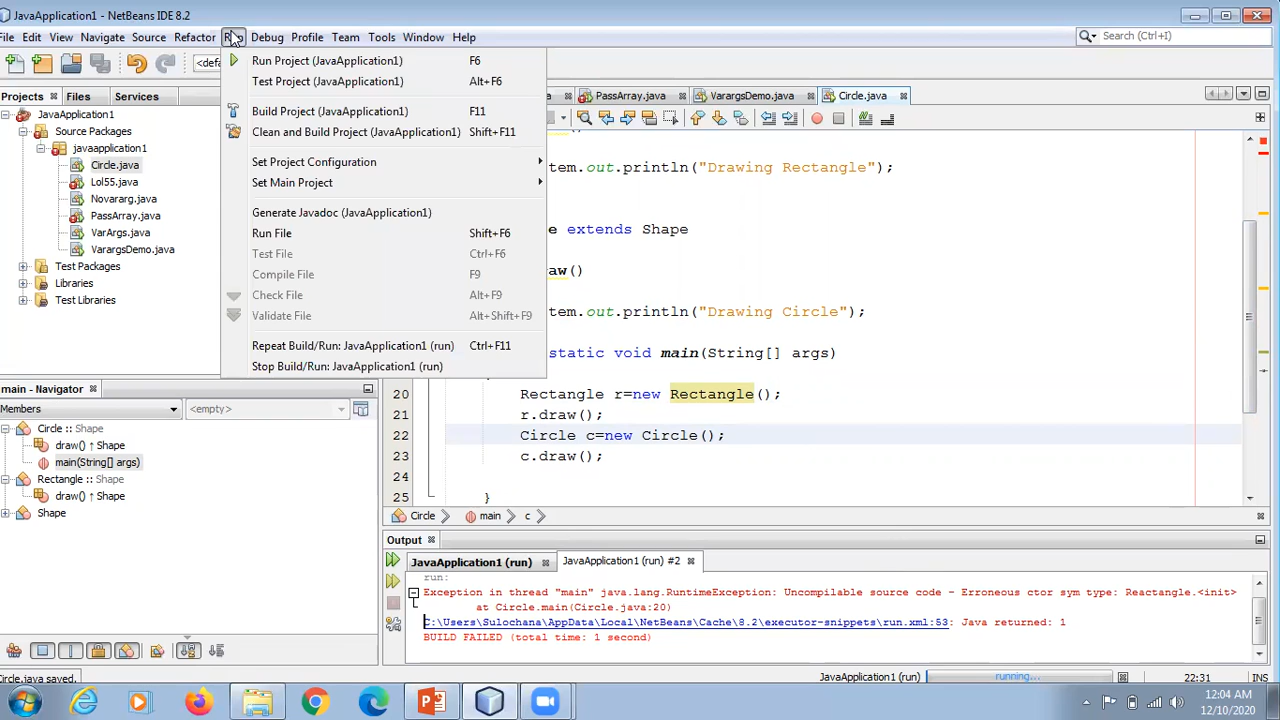 JavaApplication1 - NetBeans IDE 8.2
File Edit View Navigate Source Refactor Run Debug Profile Team Tools Window Help
Search (Ctrl+I)
<defa
Projects Files Services
PassArray.java VarargsDemo.java Circle.java
JavaApplication1
Source Packages
javaapplication1
Circle.java
Lol55.java
Novararg.java
PassArray.java
VarArgs.java
VarargsDemo.java
Test Packages
Libraries
Test Libraries
Run Project (JavaApplication1) F6
Test Project (JavaApplication1) Alt+F6
Build Project (JavaApplication1) F11
Clean and Build Project (JavaApplication1) Shift+F11
Set Project Configuration
Set Main Project
Generate Javadoc (JavaApplication1)
Run File Shift+F6
Test File Ctrl+F6
Compile File F9
Check File Alt+F9
Validate File Alt+Shift+F9
Repeat Build/Run: JavaApplication1 (run) Ctrl+F11
Stop Build/Run: JavaApplication1 (run)
tem.out.println("Drawing Rectangle");
e extends Shape
aw()
tem.out.println("Drawing Circle");
static void main(String[] args)
20 Rectangle r=new Rectangle();
21 r.draw();
22 Circle c=new Circle();
23 c.draw();
24
25 }
Circle main c
main - Navigator
Members <empty>
Circle :: Shape
draw() ↑ Shape
main(String[] args)
Rectangle :: Shape
draw() ↑ Shape
Shape
Output
JavaApplication1 (run) JavaApplication1 (run) #2
run:
Exception in thread "main" java.lang.RuntimeException: Uncompilable source code - Erroneous ctor sym type: Reactangle.<init>
at Circle.main(Circle.java:20)
C:\Users\Sulochana\AppData\Local\NetBeans\Cache\8.2\executor-snippets\run.xml:53: Java returned: 1
BUILD FAILED (total time: 1 second)
Circle.java saved.
JavaApplication1 (run) running... 22:31 INS
12:04 AM
12/10/2020